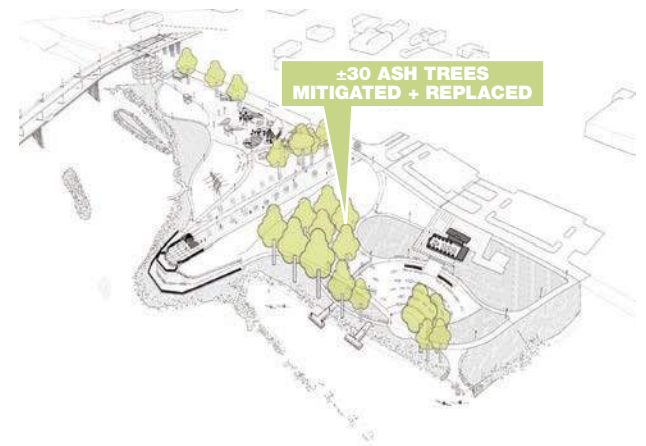 ±30 ASH TREES
MITIGATED + REPLACED